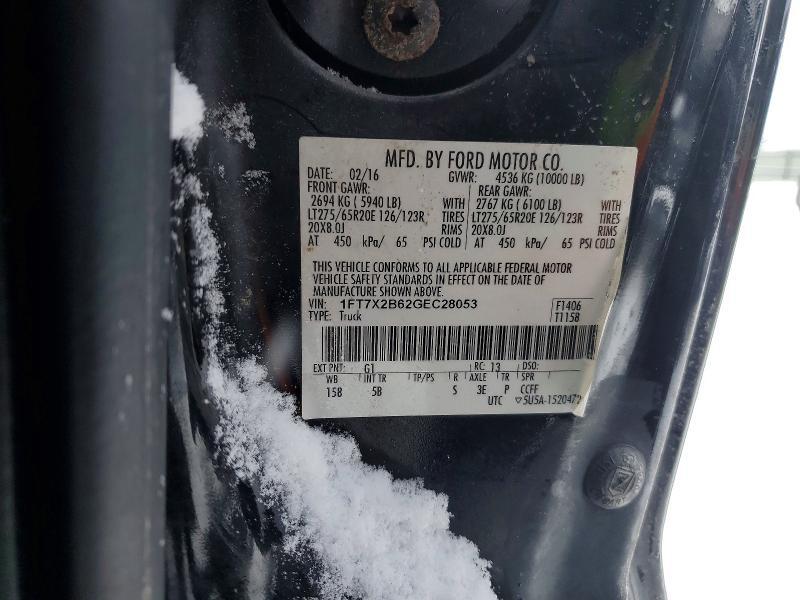 MFD. BY FORD MOTOR CO.
DATE: 02/16 GVWR: 4536 KG (10000 LB)
FRONT GAWR: REAR GAWR:
2694 KG ( 5940 LB) WITH 2767 KG ( 6100 LB) WITH
LT275/65R20E 126/123R TIRES LT275/65R20E 126/123R TIRES
20X8.0J RIMS 20X8.0J RIMS
AT 450 kPa/ 65 PSI COLD AT 450 kPa/ 65 PSI COLD
THIS VEHICLE CONFORMS TO ALL APPLICABLE FEDERAL MOTOR
VEHICLE SAFETY STANDARDS IN EFFECT ON THE DATE OF
MANUFACTURE SHOWN ABOVE.
VIN: 1FT7X2B62GEC28053 F1406
TYPE: Truck T1158
EXT PNT: G1 RC: 13 DSO:
WB INT TR TP/PS R AXLE TR SPR
158 5B S 3E P CCFF
UTC 5U5A-1520472